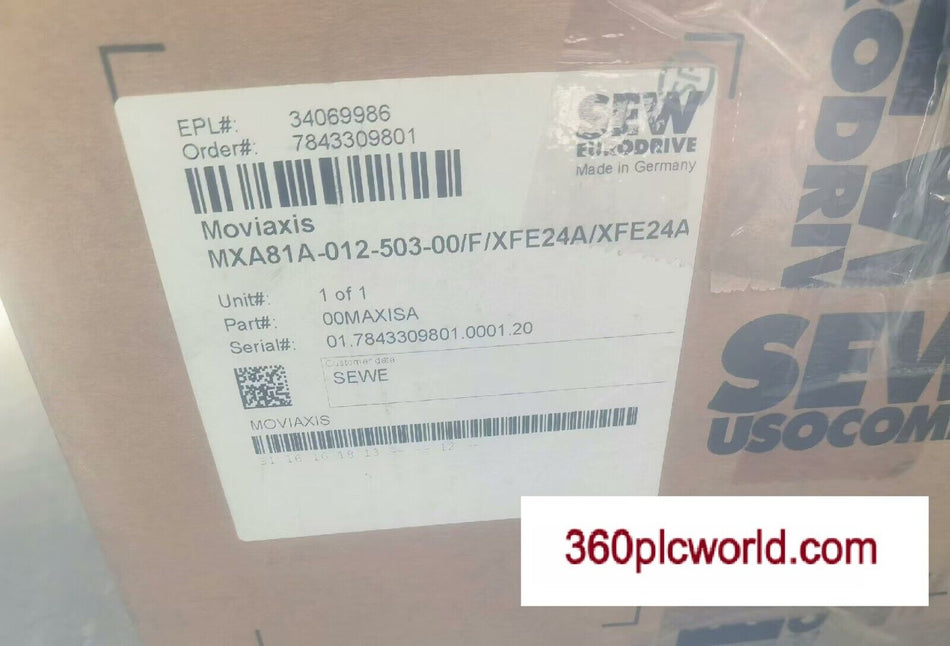 EPL#: 34069986
Order#: 7843309801
SEW
EURODRIVE
Made in Germany
Moviaxis
MXA81A-012-503-00/F/XFE24A/XFE24A
Unit#: 1 of 1
Part#: 00MAXISA
Serial#: 01.7843309801.0001.20
Customer data
SEWE
MOVIAXIS
SEW
USOCOM
360plcworld.com